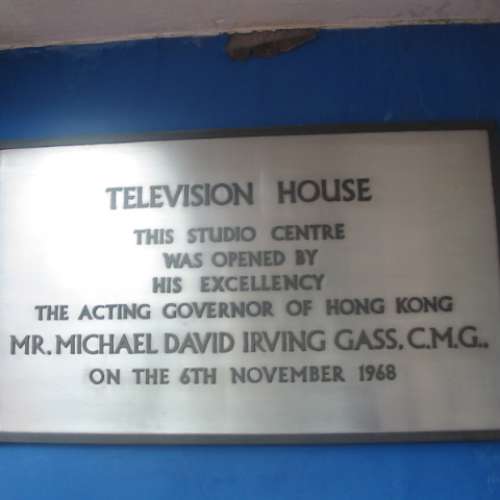 TELEVISION HOUSE
THIS STUDIO CENTRE
WAS OPENED BY
HIS EXCELLENCY
THE ACTING GOVERNOR OF HONG KONG
MR. MICHAEL DAVID IRVING GASS, C.M.G.,
ON THE 6TH NOVEMBER 1968